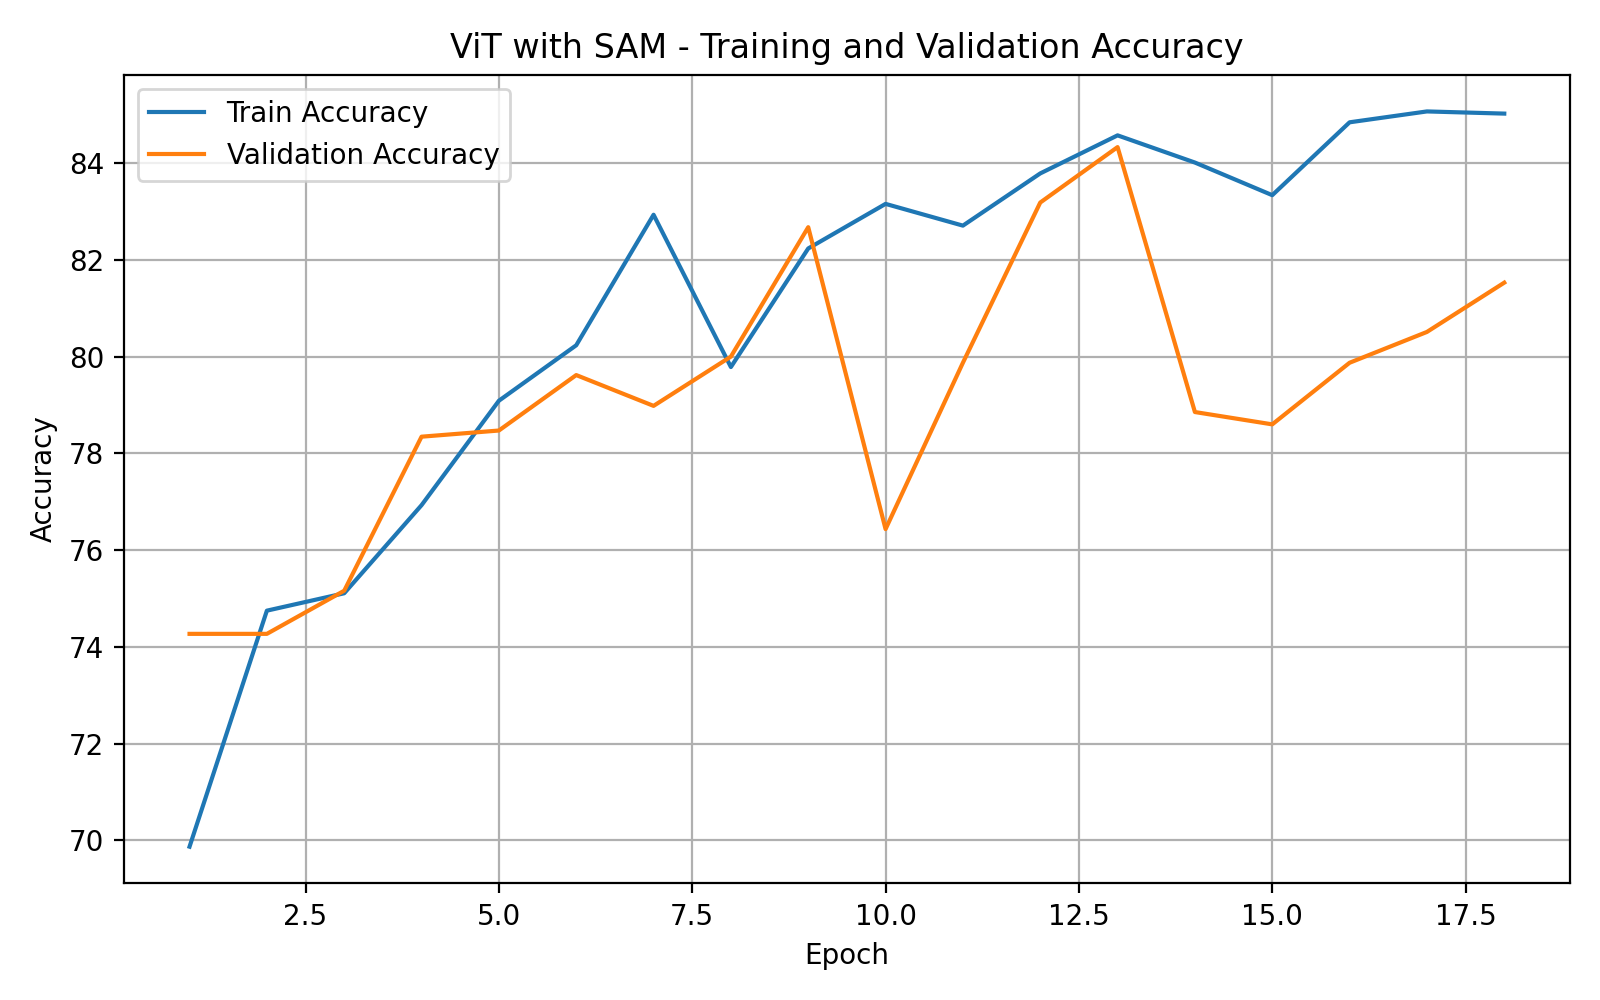 ViT with SAM - Training and Validation Accuracy
Train Accuracy
Validation Accuracy
Accuracy
84
82
80
78
76
74
72
70
2.5 5.0 7.5 10.0 12.5 15.0 17.5
Epoch